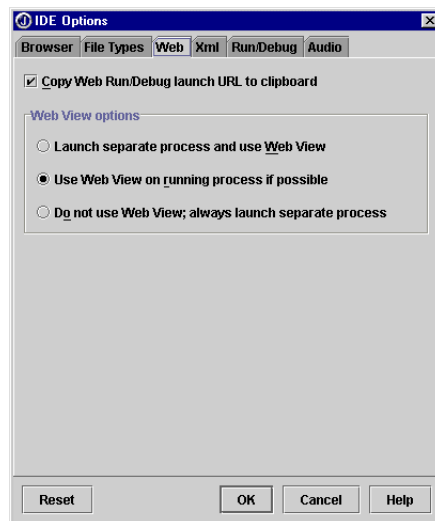 IDE Options
Browser File Types Web Xml Run/Debug Audio
Copy Web Run/Debug launch URL to clipboard
Web View options
Launch separate process and use Web View
Use Web View on running process if possible
Do not use Web View; always launch separate process
Reset OK Cancel Help